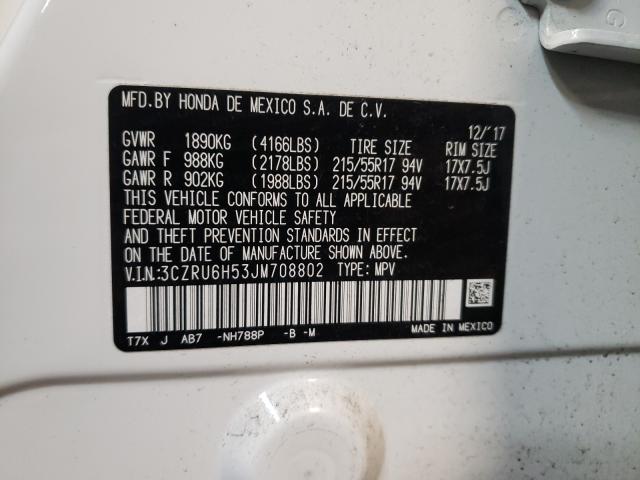 MFD.BY HONDA DE MEXICO S.A. DE C.V.
12/'17
GVWR 1890KG (4166LBS) TIRE SIZE RIM SIZE
GAWR F 988KG (2178LBS) 215/55R17 94V 17X7.5J
GAWR R 902KG (1988LBS) 215/55R17 94V 17X7.5J
THIS VEHICLE CONFORMS TO ALL APPLICABLE
FEDERAL MOTOR VEHICLE SAFETY
AND THEFT PREVENTION STANDARDS IN EFFECT
ON THE DATE OF MANUFACTURE SHOWN ABOVE.
V.I.N:3CZRU6H53JM708802 TYPE: MPV
T7X J AB7 -NH788P -B -M
MADE IN MEXICO